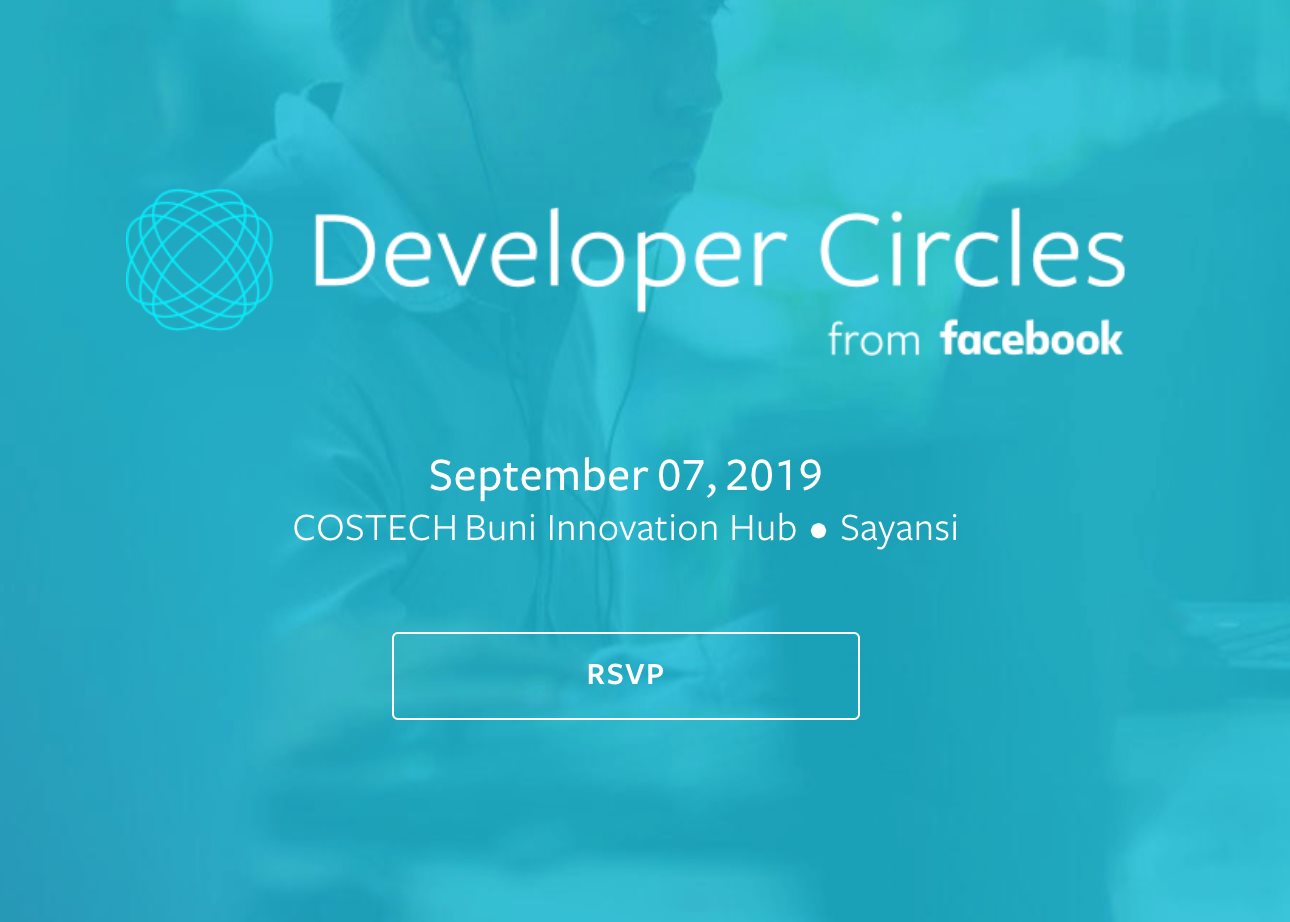 Developer Circles
from facebook
September 07, 2019
COSTECH Buni Innovation Hub ● Sayansi
RSVP